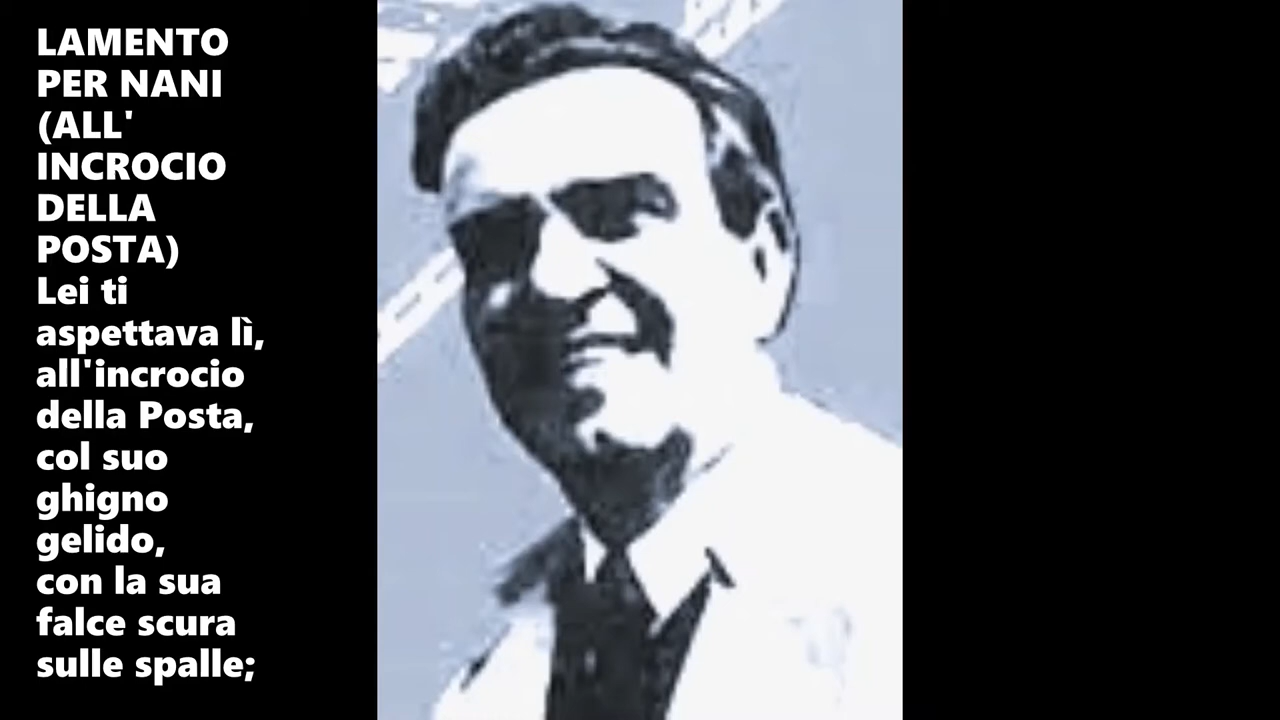 LAMENTO
PER NANI
(ALL'
INCROCIO
DELLA
POSTA)
Lei ti
aspettava lì,
all'incrocio
della Posta,
col suo
ghigno
gelido,
con la sua
falce scura
sulle spalle;